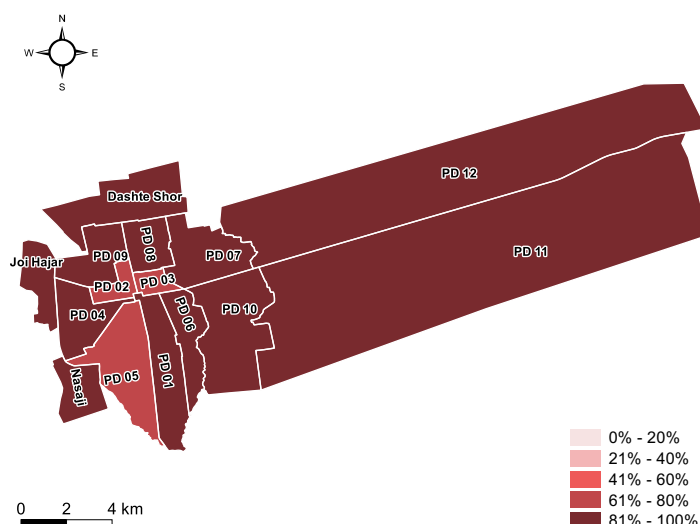 N
W E
S
PD 12
Dashte Shor
PD 08
PD 11
PD 09
PD 07
Joi Hajar
PD 03
PD 02
PD 10
PD 06
PD 04
PD 01
PD 05
Nasaji
0% - 20%
21% - 40%
41% - 60%
61% - 80%
81% - 100%
0 2 4 km